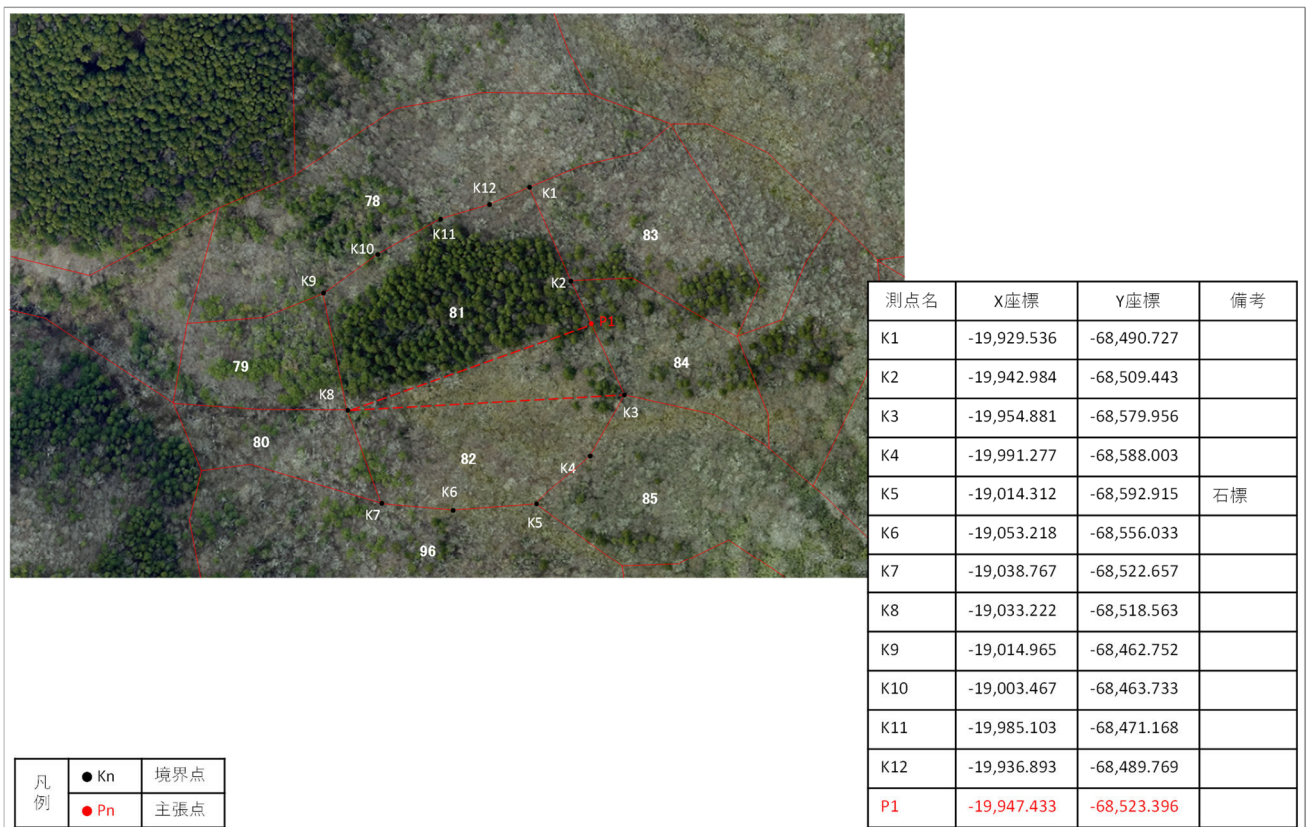 78
K12
K1
K11
83
K10
K2
K9
81
P1
79
84
K8
K3
80
82
K4
85
K6
K7
K5
96
測点名 X座標 Y座標 備考
K1 -19,929.536 -68,490.727
K2 -19,942.984 -68,509.443
K3 -19,954.881 -68,579.956
K4 -19,991.277 -68,588.003
K5 -19,014.312 -68,592.915 石標
K6 -19,053.218 -68,556.033
K7 -19,038.767 -68,522.657
K8 -19,033.222 -68,518.563
K9 -19,014.965 -68,462.752
K10 -19,003.467 -68,463.733
K11 -19,985.103 -68,471.168
K12 -19,936.893 -68,489.769
P1 -19,947.433 -68,523.396
凡例
Kn 境界点
Pn 主張点